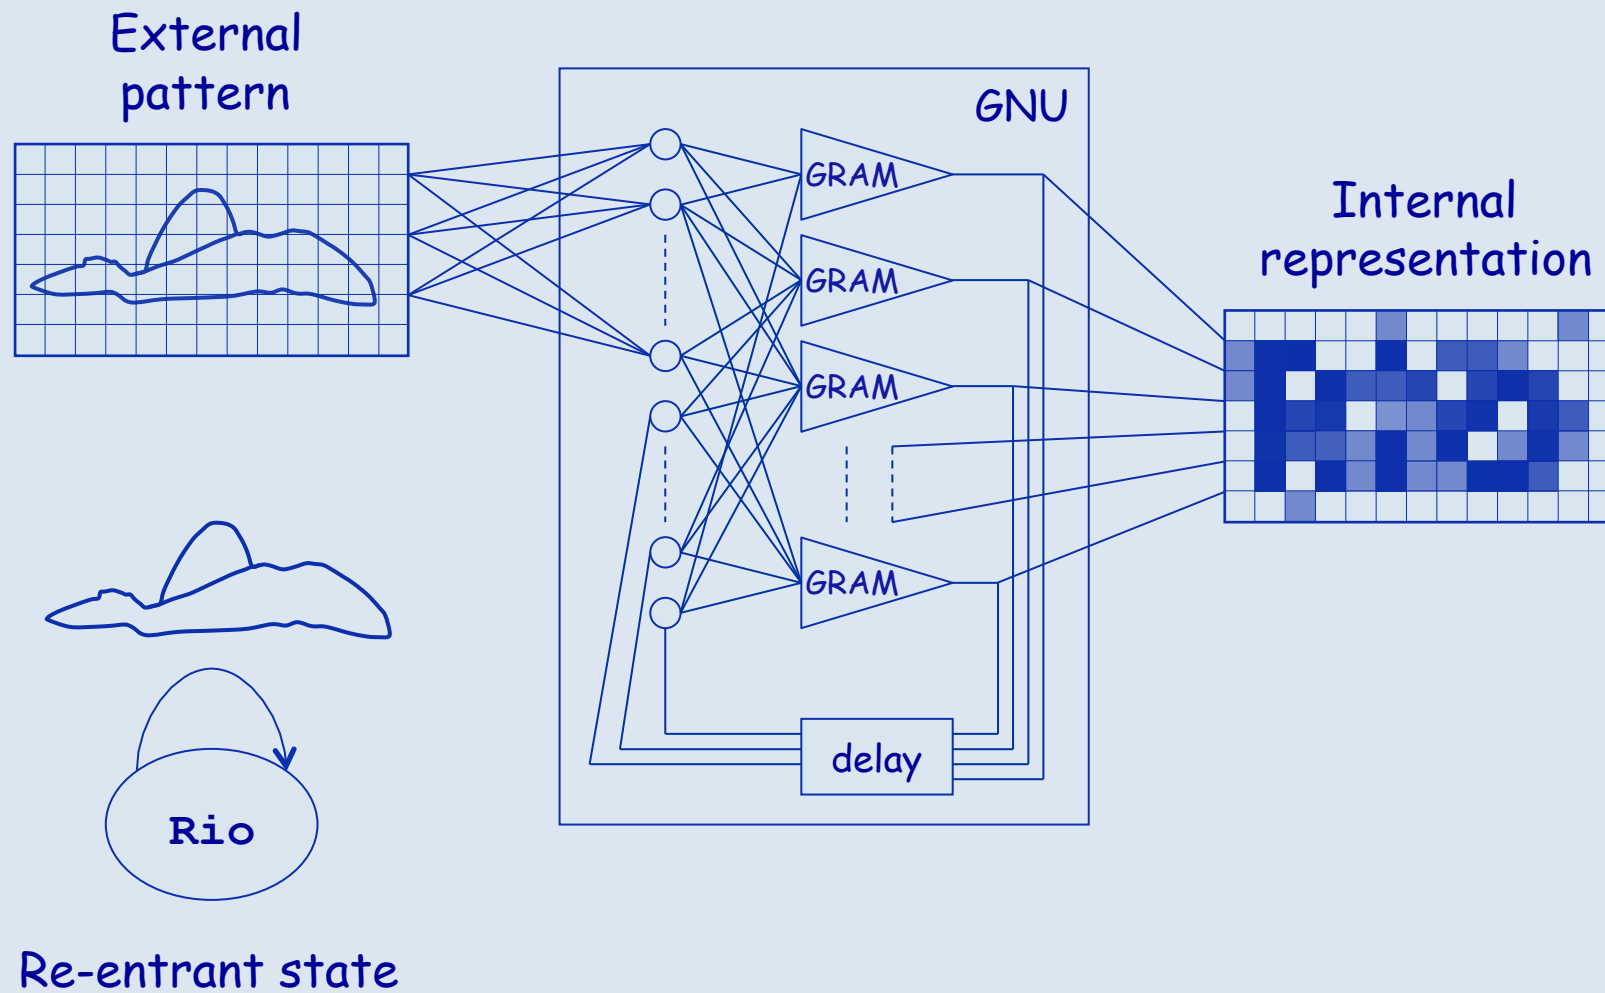 External
pattern
GNU
GRAM
GRAM
GRAM
GRAM
delay
Internal
representation
Rio
Re-entrant state